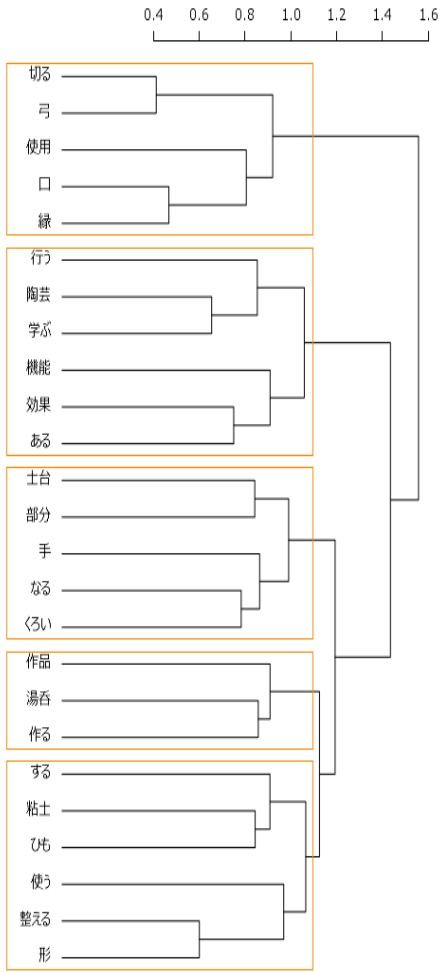 0.4 0.6 0.8 1.0 1.2 1.4 1.6
切る
弓
使用
口
縁
行う
陶芸
学ぶ
機能
効果
ある
土台
部分
手
なる
くろい
作品
湯呑
作る
する
粘土
ひも
使う
整える
形